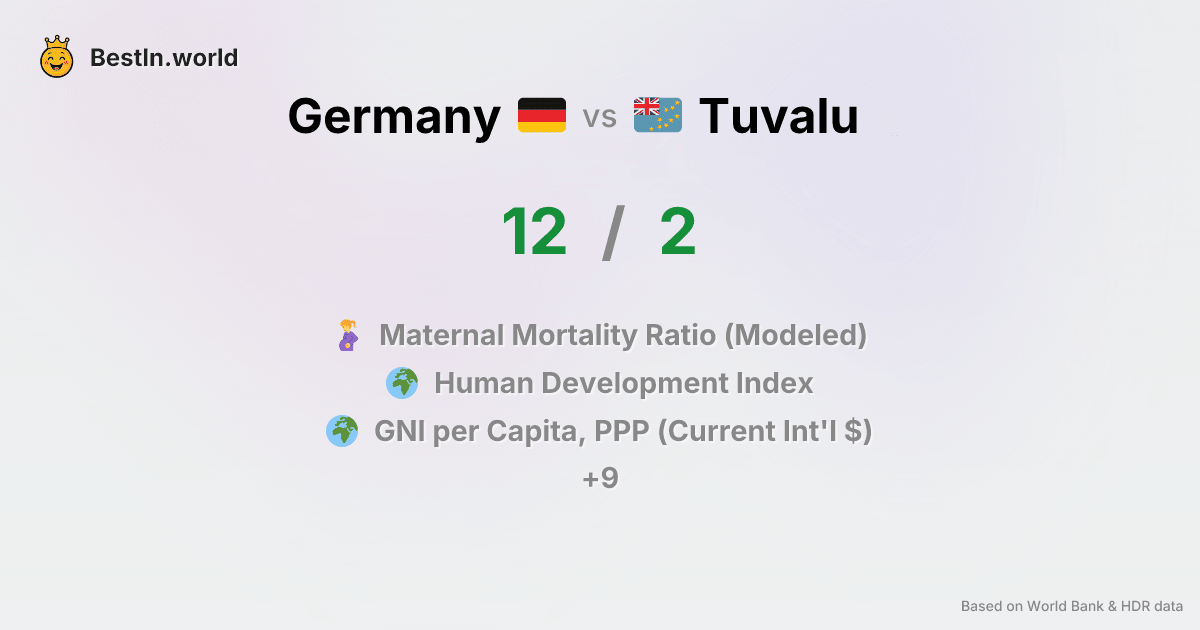 BestIn.world
Germany vs Tuvalu
12 / 2
Maternal Mortality Ratio (Modeled)
Human Development Index
GNI per Capita, PPP (Current Int'l $)
+9
Based on World Bank & HDR data